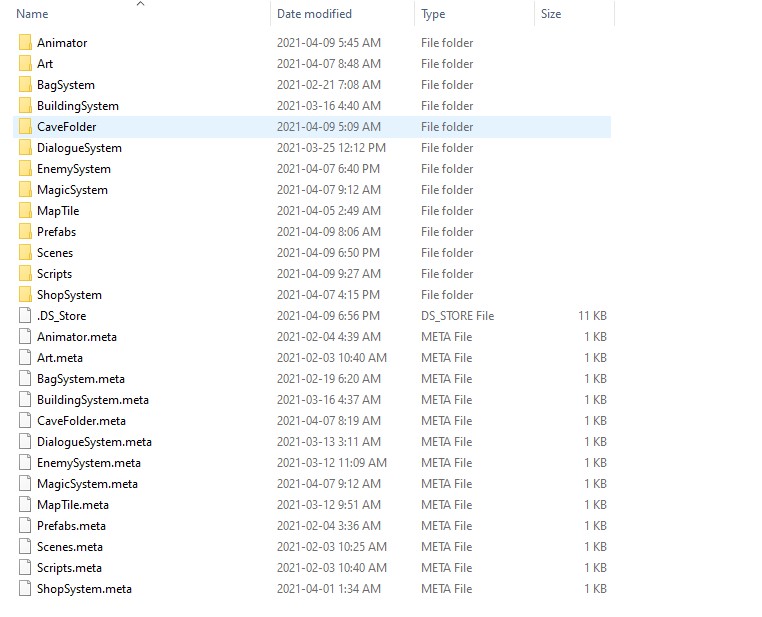 Name Date modified Type Size
Animator 2021-04-09 5:45 AM File folder
Art 2021-04-07 8:48 AM File folder
BagSystem 2021-02-21 7:08 AM File folder
BuildingSystem 2021-03-16 4:40 AM File folder
CaveFolder 2021-04-09 5:09 AM File folder
DialogueSystem 2021-03-25 12:12 PM File folder
EnemySystem 2021-04-07 6:40 PM File folder
MagicSystem 2021-04-07 9:12 AM File folder
MapTile 2021-04-05 2:49 AM File folder
Prefabs 2021-04-09 8:06 AM File folder
Scenes 2021-04-09 6:50 PM File folder
Scripts 2021-04-09 9:27 AM File folder
ShopSystem 2021-04-07 4:15 PM File folder
.DS_Store 2021-04-09 6:56 PM DS_STORE File 11 KB
Animator.meta 2021-02-04 4:39 AM META File 1 KB
Art.meta 2021-02-03 10:40 AM META File 1 KB
BagSystem.meta 2021-02-19 6:20 AM META File 1 KB
BuildingSystem.meta 2021-03-16 4:37 AM META File 1 KB
CaveFolder.meta 2021-04-07 8:19 AM META File 1 KB
DialogueSystem.meta 2021-03-13 3:11 AM META File 1 KB
EnemySystem.meta 2021-03-12 11:09 AM META File 1 KB
MagicSystem.meta 2021-04-07 9:12 AM META File 1 KB
MapTile.meta 2021-03-12 9:51 AM META File 1 KB
Prefabs.meta 2021-02-04 3:36 AM META File 1 KB
Scenes.meta 2021-02-03 10:25 AM META File 1 KB
Scripts.meta 2021-02-03 10:40 AM META File 1 KB
ShopSystem.meta 2021-04-01 1:34 AM META File 1 KB